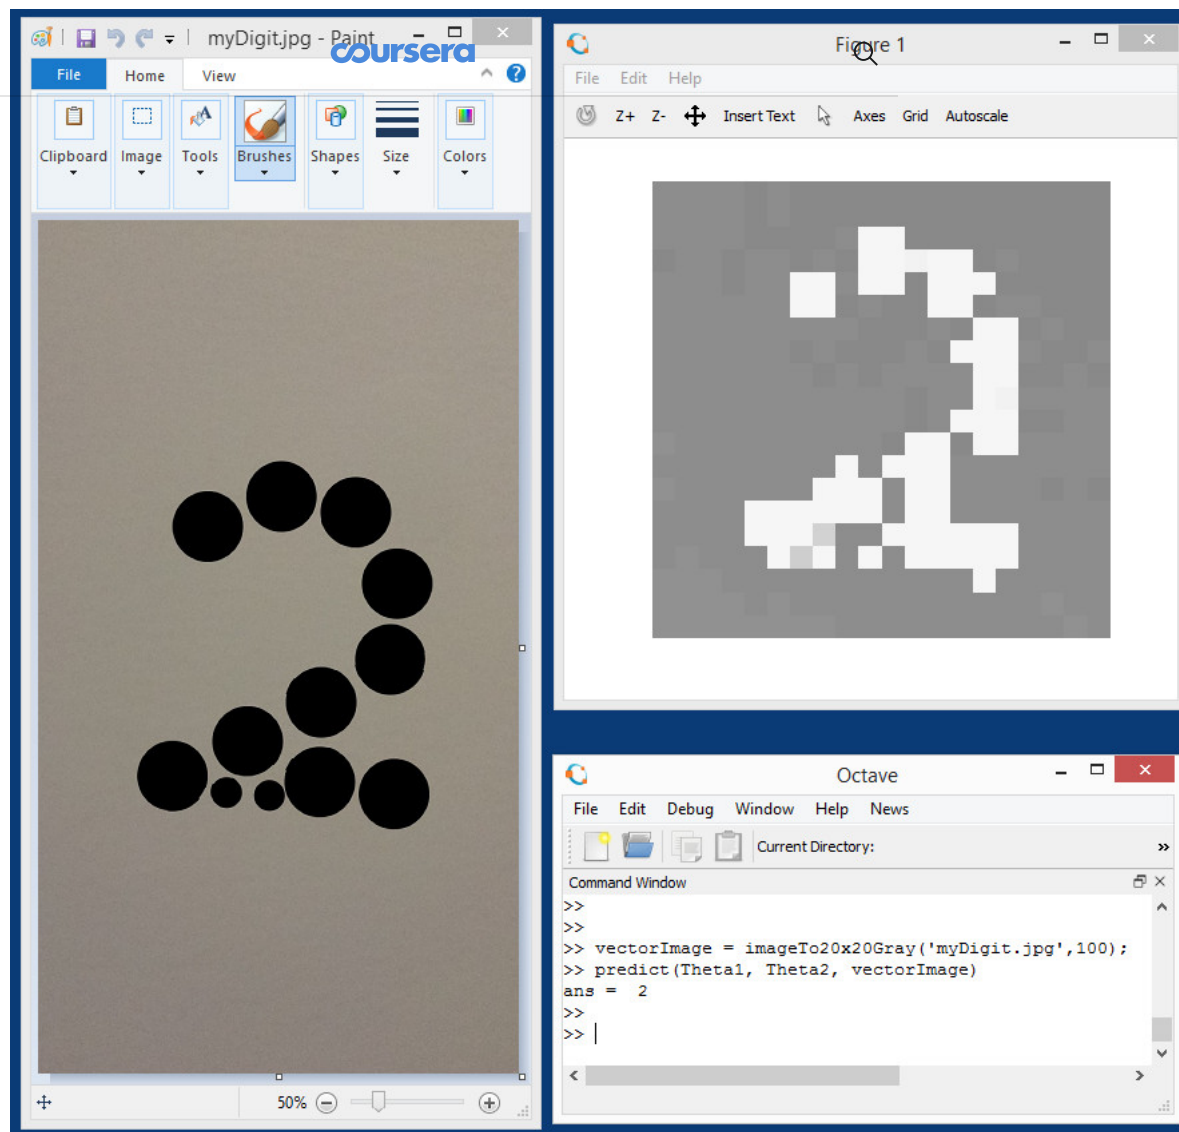 myDigit.jpg - Paint
coursera
File Home View
Clipboard Image Tools Brushes Shapes Size Colors
50%
Figure 1
File Edit Help
Z+ Z- Insert Text Axes Grid Autoscale
Octave
File Edit Debug Window Help News
Current Directory:
Command Window
>>
>>
>> vectorImage = imageTo20x20Gray('myDigit.jpg',100);
>> predict(Theta1, Theta2, vectorImage)
ans =  2
>>
>>